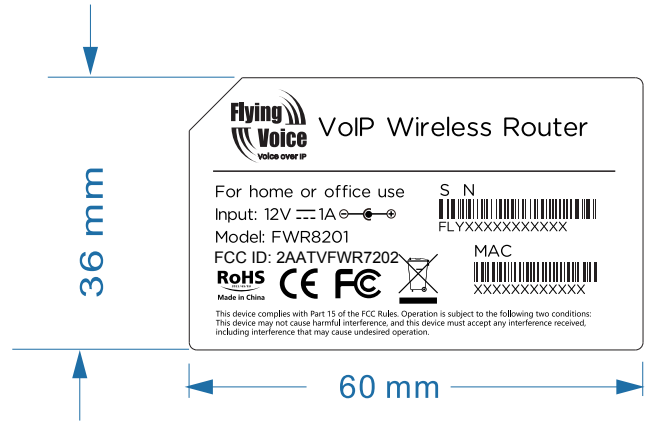 Flying
Voice
Voice over IP
VoIP Wireless Router
For home or office use
Input: 12V 1A
Model: FWR8201
FCC ID: 2AATVFWR7202
RoHS
Made in China
CE FC
S N
FLYXXXXXXXXXXX
MAC
XXXXXXXXXXXX
This device complies with Part 15 of the FCC Rules. Operation is subject to the following two conditions:
This device may not cause harmful interference, and this device must accept any interference received,
including interference that may cause undesired operation.
36 mm
60 mm